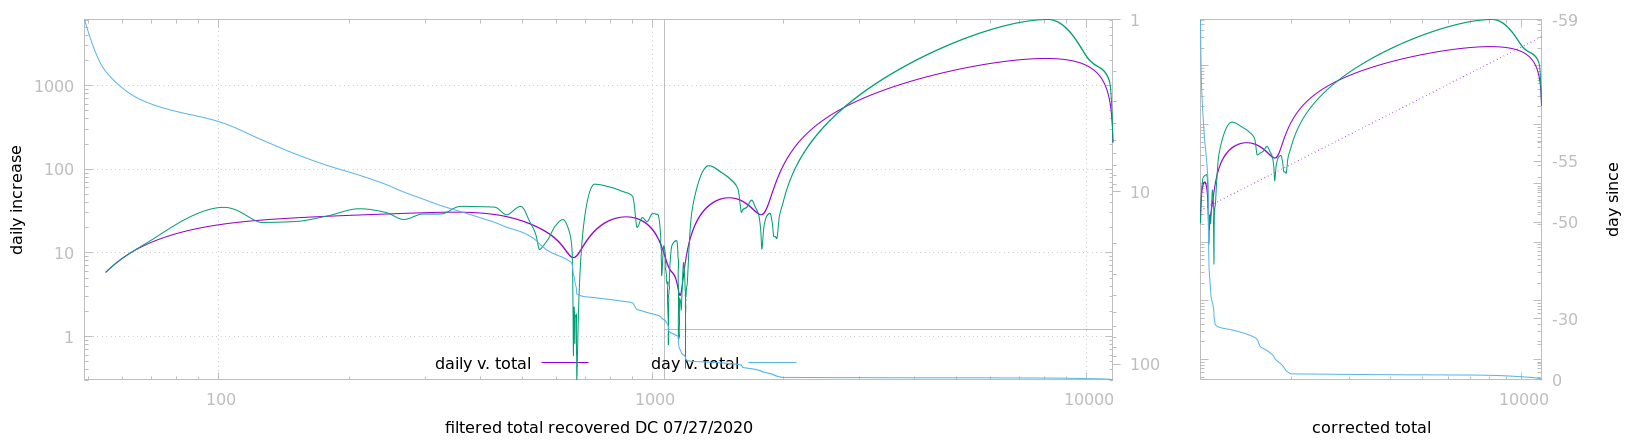 daily increase
1000
100
10
1
1
10
100
daily v. total
day v. total
100
1000
10000
filtered total recovered DC 07/27/2020
-59
-55
-50
-30
0
day since
10000
corrected total